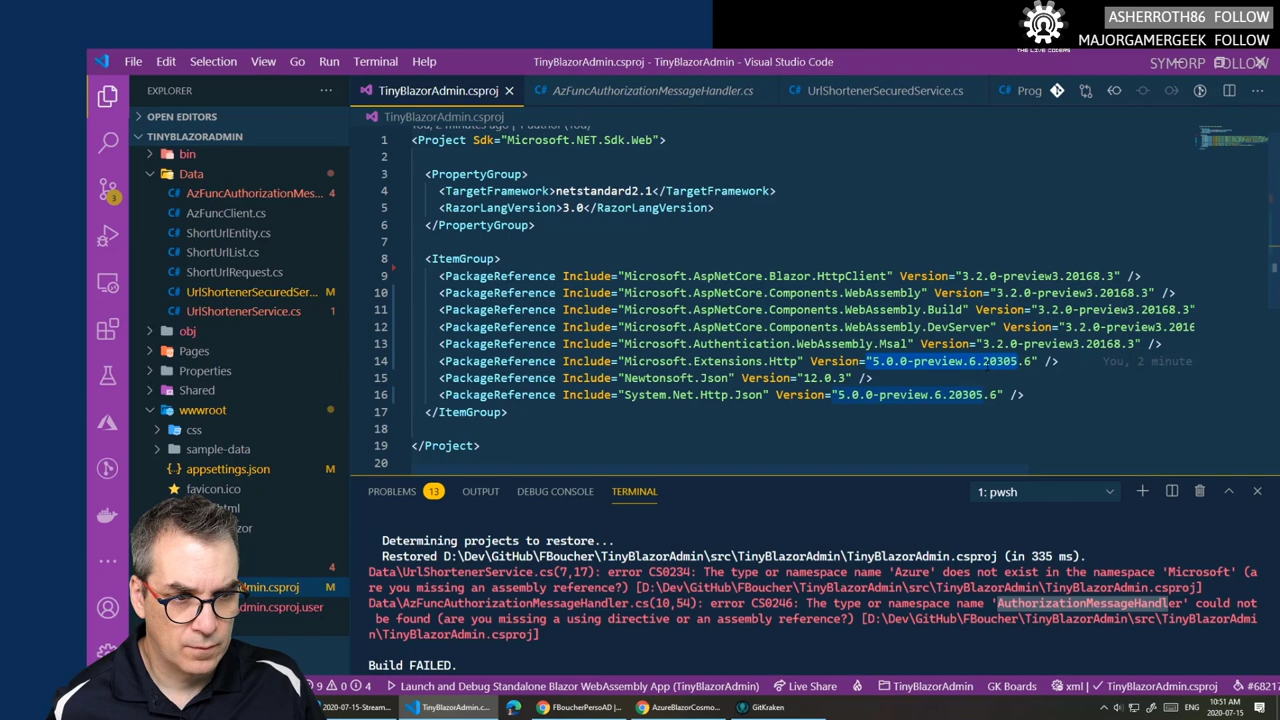 ASHERROTH86 FOLLOW
MAJORGAMERGEEK FOLLOW
THE LIVE CODERS
SYMORP FOLLOW
File Edit Selection View Go Run Terminal Help
TinyBlazorAdmin.csproj - TinyBlazorAdmin - Visual Studio Code
EXPLORER
TinyBlazorAdmin.csproj
AzFuncAuthorizationMessageHandler.cs
UrlShortenerSecuredService.cs
Prog
OPEN EDITORS
TINYBLAZORADMIN
bin
Data
AzFuncAuthorizationMes... 4
AzFuncClient.cs
ShortUrlEntity.cs
ShortUrlList.cs
ShortUrlRequest.cs
UrlShortenerSecuredSer... M
UrlShortenerService.cs 1
obj
Pages
Properties
Shared
wwwroot
css
sample-data
appsettings.json M
favicon.ico
html
zor
4
dmin.csproj M
dmin.csproj.user
3
TinyBlazorAdmin.csproj
You, 2 minutes ago | 1 author (You)
1 <Project Sdk="Microsoft.NET.Sdk.Web">
2
3 <PropertyGroup>
4 <TargetFramework>netstandard2.1</TargetFramework>
5 <RazorLangVersion>3.0</RazorLangVersion>
6 </PropertyGroup>
7
8 <ItemGroup>
9 <PackageReference Include="Microsoft.AspNetCore.Blazor.HttpClient" Version="3.2.0-preview3.20168.3" />
10 <PackageReference Include="Microsoft.AspNetCore.Components.WebAssembly" Version="3.2.0-preview3.20168.3" />
11 <PackageReference Include="Microsoft.AspNetCore.Components.WebAssembly.Build" Version="3.2.0-preview3.20168.3"
12 <PackageReference Include="Microsoft.AspNetCore.Components.WebAssembly.DevServer" Version="3.2.0-preview3.2016
13 <PackageReference Include="Microsoft.Authentication.WebAssembly.Msal" Version="3.2.0-preview3.20168.3" />
14 <PackageReference Include="Microsoft.Extensions.Http" Version="5.0.0-preview.6.20305.6" /> You, 2 minute
15 <PackageReference Include="Newtonsoft.Json" Version="12.0.3" />
16 <PackageReference Include="System.Net.Http.Json" Version="5.0.0-preview.6.20305.6" />
17 </ItemGroup>
18
19 </Project>
20
PROBLEMS 13 OUTPUT DEBUG CONSOLE TERMINAL 1: pwsh
Determining projects to restore...
Restored D:\Dev\GitHub\FBoucher\TinyBlazorAdmin\src\TinyBlazorAdmin\TinyBlazorAdmin.csproj (in 335 ms).
Data\UrlShortenerService.cs(7,17): error CS0234: The type or namespace name 'Azure' does not exist in the namespace 'Microsoft' (a
re you missing an assembly reference?) [D:\Dev\GitHub\FBoucher\TinyBlazorAdmin\src\TinyBlazorAdmin\TinyBlazorAdmin.csproj]
Data\AzFuncAuthorizationMessageHandler.cs(10,54): error CS0246: The type or namespace name 'AuthorizationMessageHandler' could not
be found (are you missing a using directive or an assembly reference?) [D:\Dev\GitHub\FBoucher\TinyBlazorAdmin\src\TinyBlazorAdmi
n\TinyBlazorAdmin.csproj]
Build FAILED.
9 0 4 Launch and Debug Standalone Blazor WebAssembly App (TinyBlazorAdmin) Live Share TinyBlazorAdmin GK Boards xml | TinyBlazorAdmin.csproj #68217
2020-07-15-Stream... TinyBlazorAdmin.c... FBoucherPersoAD |... AzureBlazorCosmo... GitKraken
10:51 AM
2020-07-15